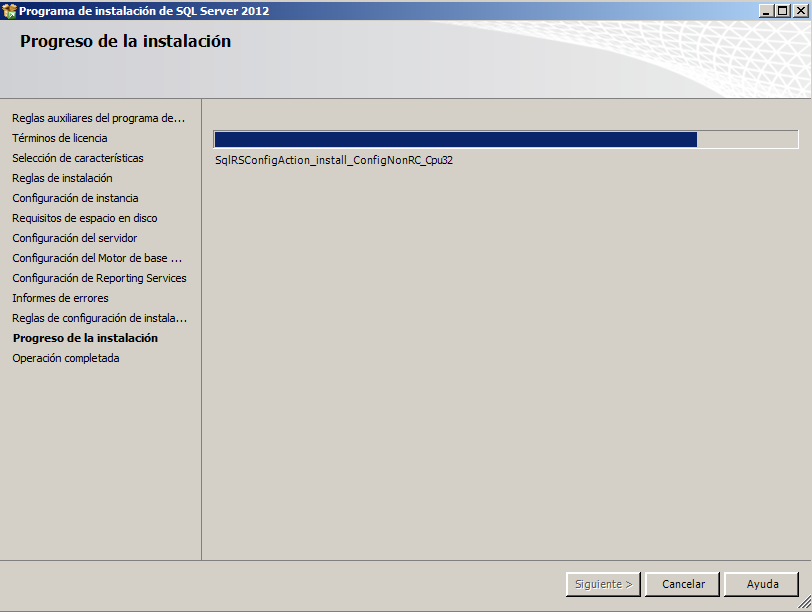 Programa de instalación de SQL Server 2012
Progreso de la instalación
Reglas auxiliares del programa de...
Términos de licencia
Selección de características
Reglas de instalación
Configuración de instancia
Requisitos de espacio en disco
Configuración del servidor
Configuración del Motor de base ...
Configuración de Reporting Services
Informes de errores
Reglas de configuración de instala...
Progreso de la instalación
Operación completada
SqlRSConfigAction_install_ConfigNonRC_Cpu32
Siguiente >
Cancelar
Ayuda